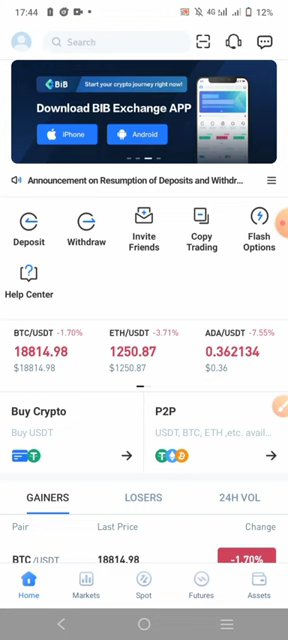 17:44
4G
12%
Search
BIB
Start your crypto journey right now!
Download BIB Exchange APP
iPhone
Android
Announcement on Resumption of Deposits and Withdr...
Deposit
Withdraw
Invite
Friends
Copy
Trading
Flash
Options
Help Center
BTC/USDT -1.70%
18814.98
$18814.98
ETH/USDT -3.71%
1250.87
$1250.87
ADA/USDT -7.55%
0.362134
$0.36
Buy Crypto
Buy USDT
P2P
USDT, BTC, ETH ,etc. avail...
GAINERS
LOSERS
24H VOL
Pair
Last Price
Change
BTC /USDT
18814.98
-1.70%
Home
Markets
Spot
Futures
Assets